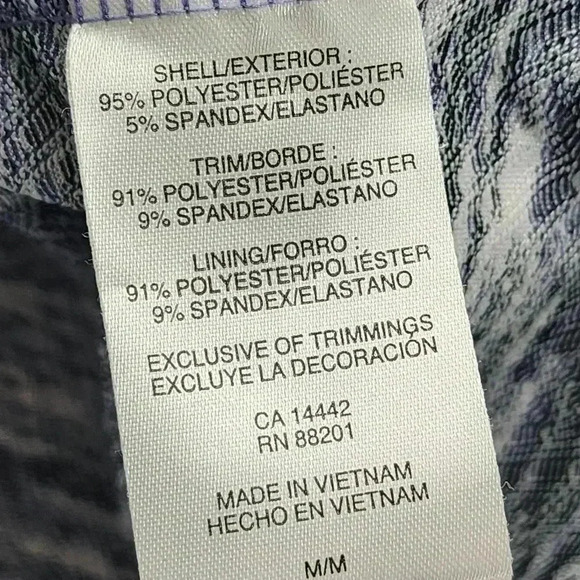 SHELL/EXTERIOR :
95% POLYESTER/POLIÉSTER
5% SPANDEX/ELASTANO
TRIM/BORDE :
91% POLYESTER/POLIÉSTER
9% SPANDEX/ELASTANO
LINING/FORRO :
91% POLYESTER/POLIÉSTER
9% SPANDEX/ELASTANO
EXCLUSIVE OF TRIMMINGS
EXCLUYE LA DECORACIÓN
CA 14442
RN 88201
MADE IN VIETNAM
HECHO EN VIETNAM
M/M